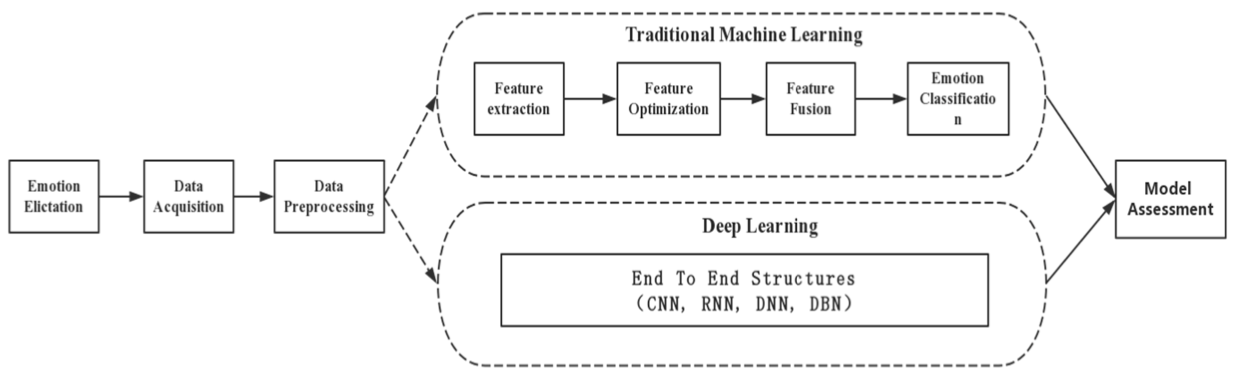 Traditional Machine Learning
Feature
extraction
Feature
Optimization
Feature
Fusion
Emotion
Classificatio
n
Emotion
Elictation
Data
Acquisition
Data
Preprocessing
Model
Assessment
Deep Learning
End To End Structures
(CNN, RNN, DNN, DBN)